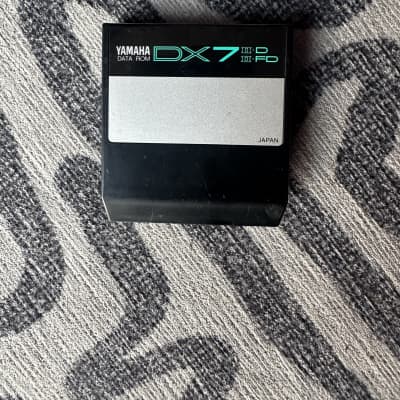 YAMAHA DX7 II·D
DATA ROM II·FD
JAPAN